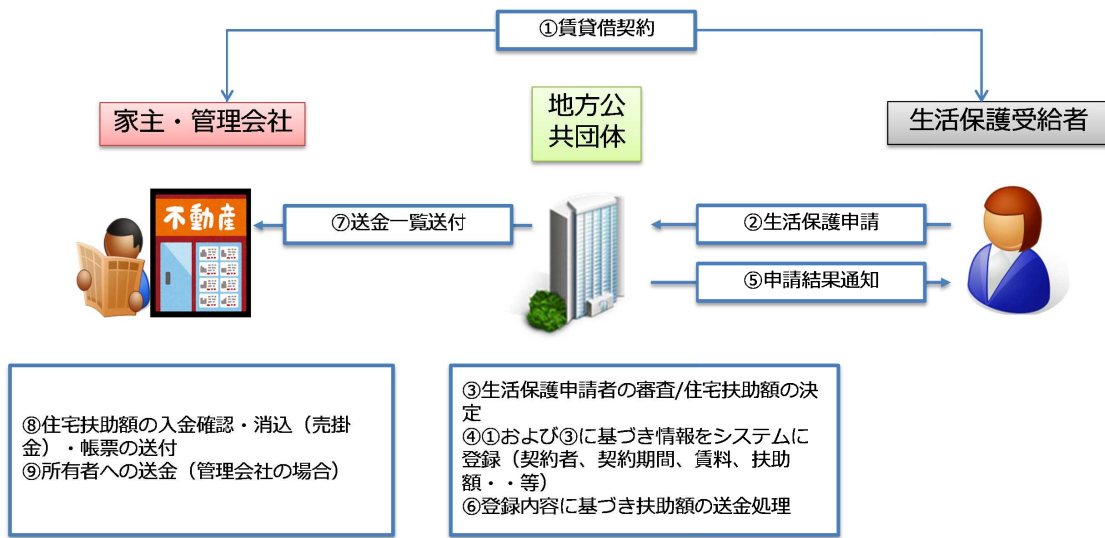 ①賃貸借契約
家主・管理会社
地方公
共団体
生活保護受給者
不動産
⑦送金一覧送付
②生活保護申請
⑤申請結果通知
⑧住宅扶助額の入金確認・消込（売掛
金）・帳票の送付
⑨所有者への送金（管理会社の場合）
③生活保護申請者の審査/住宅扶助額の決
定
④①および③に基づき情報をシステムに
登録（契約者、契約期間、賃料、扶助
額・・等）
⑥登録内容に基づき扶助額の送金処理